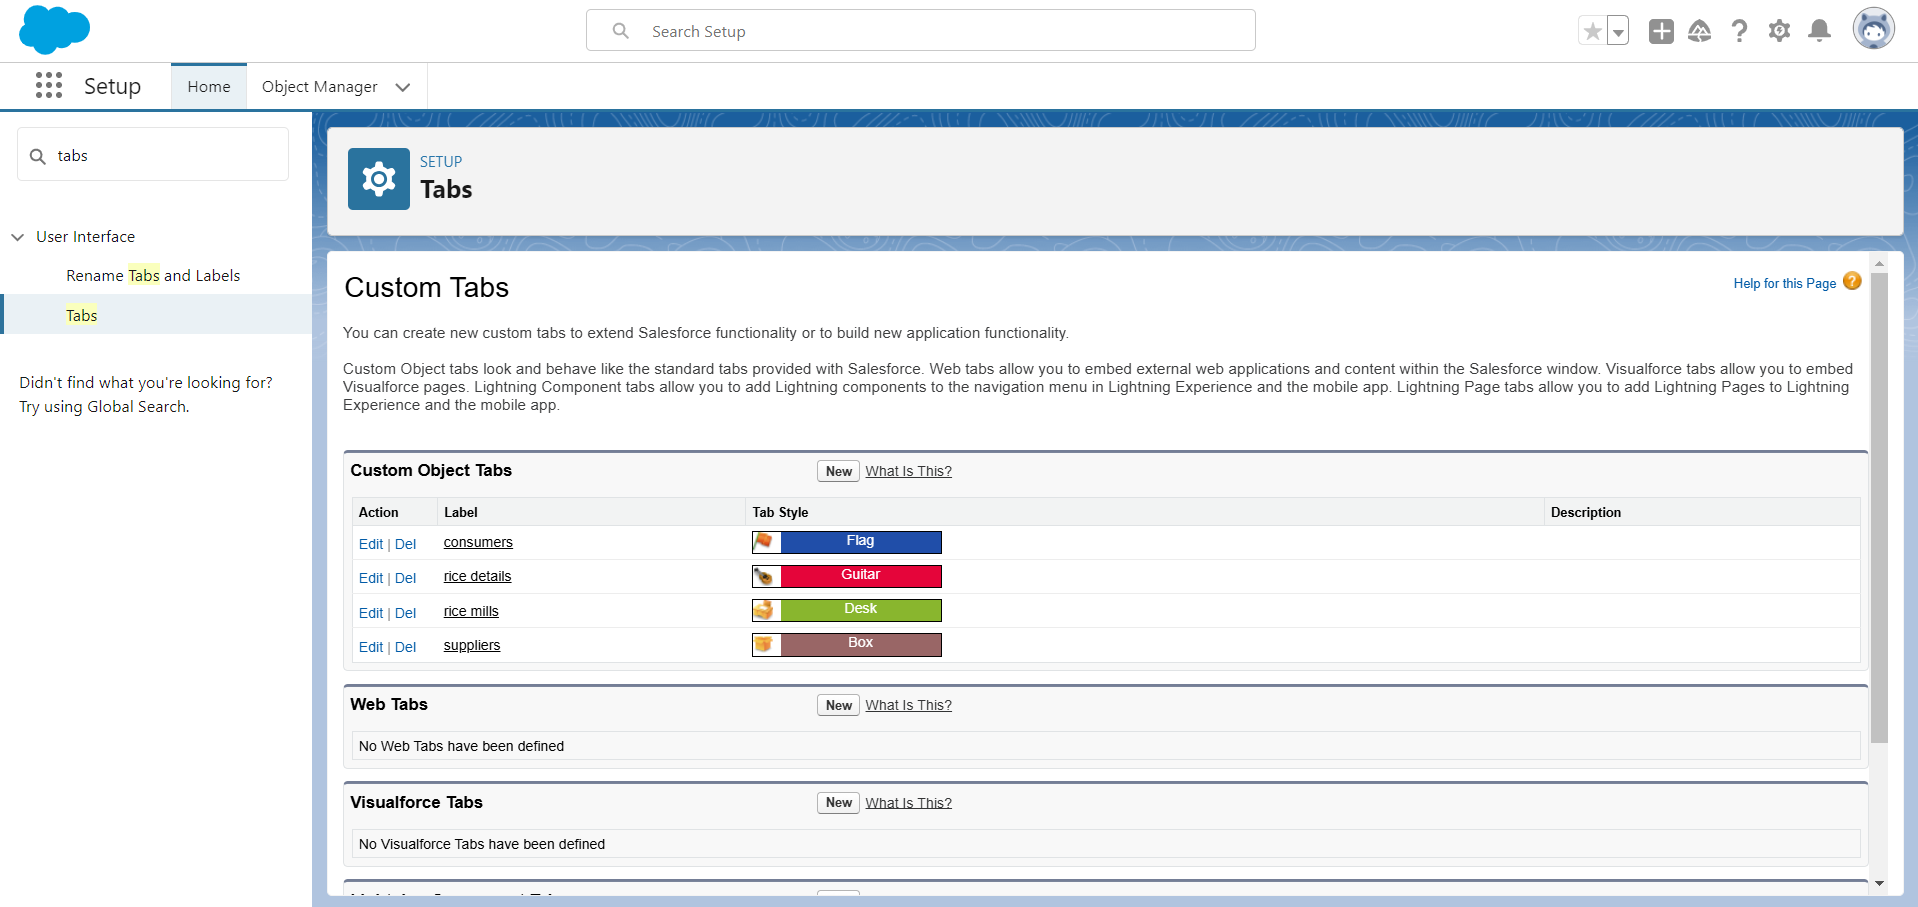 Search Setup
Setup
Home
Object Manager
tabs
User Interface
Rename Tabs and Labels
Tabs
Didn't find what you're looking for?
Try using Global Search.
SETUP
Tabs
Custom Tabs
Help for this Page
You can create new custom tabs to extend Salesforce functionality or to build new application functionality.
Custom Object tabs look and behave like the standard tabs provided with Salesforce. Web tabs allow you to embed external web applications and content within the Salesforce window. Visualforce tabs allow you to embed
Visualforce pages. Lightning Component tabs allow you to add Lightning components to the navigation menu in Lightning Experience and the mobile app. Lightning Page tabs allow you to add Lightning Pages to Lightning
Experience and the mobile app.
Custom Object Tabs New What Is This?
Action Label Tab Style Description
Edit | Del consumers Flag
Edit | Del rice details Guitar
Edit | Del rice mills Desk
Edit | Del suppliers Box
Web Tabs New What Is This?
No Web Tabs have been defined
Visualforce Tabs New What Is This?
No Visualforce Tabs have been defined